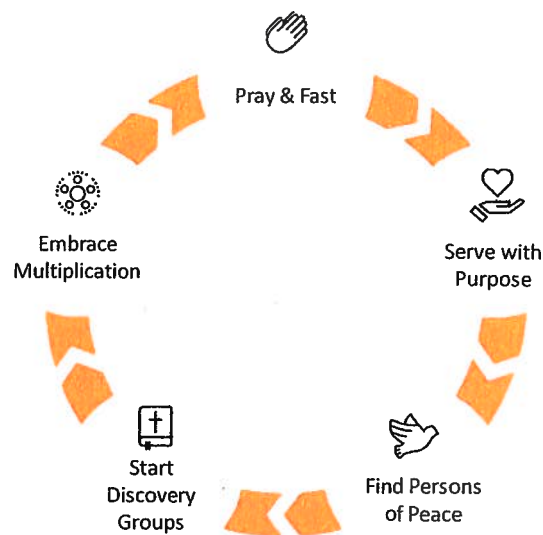 Pray & Fast
Serve with
Purpose
Find Persons
of Peace
Start
Discovery
Groups
Embrace
Multiplication